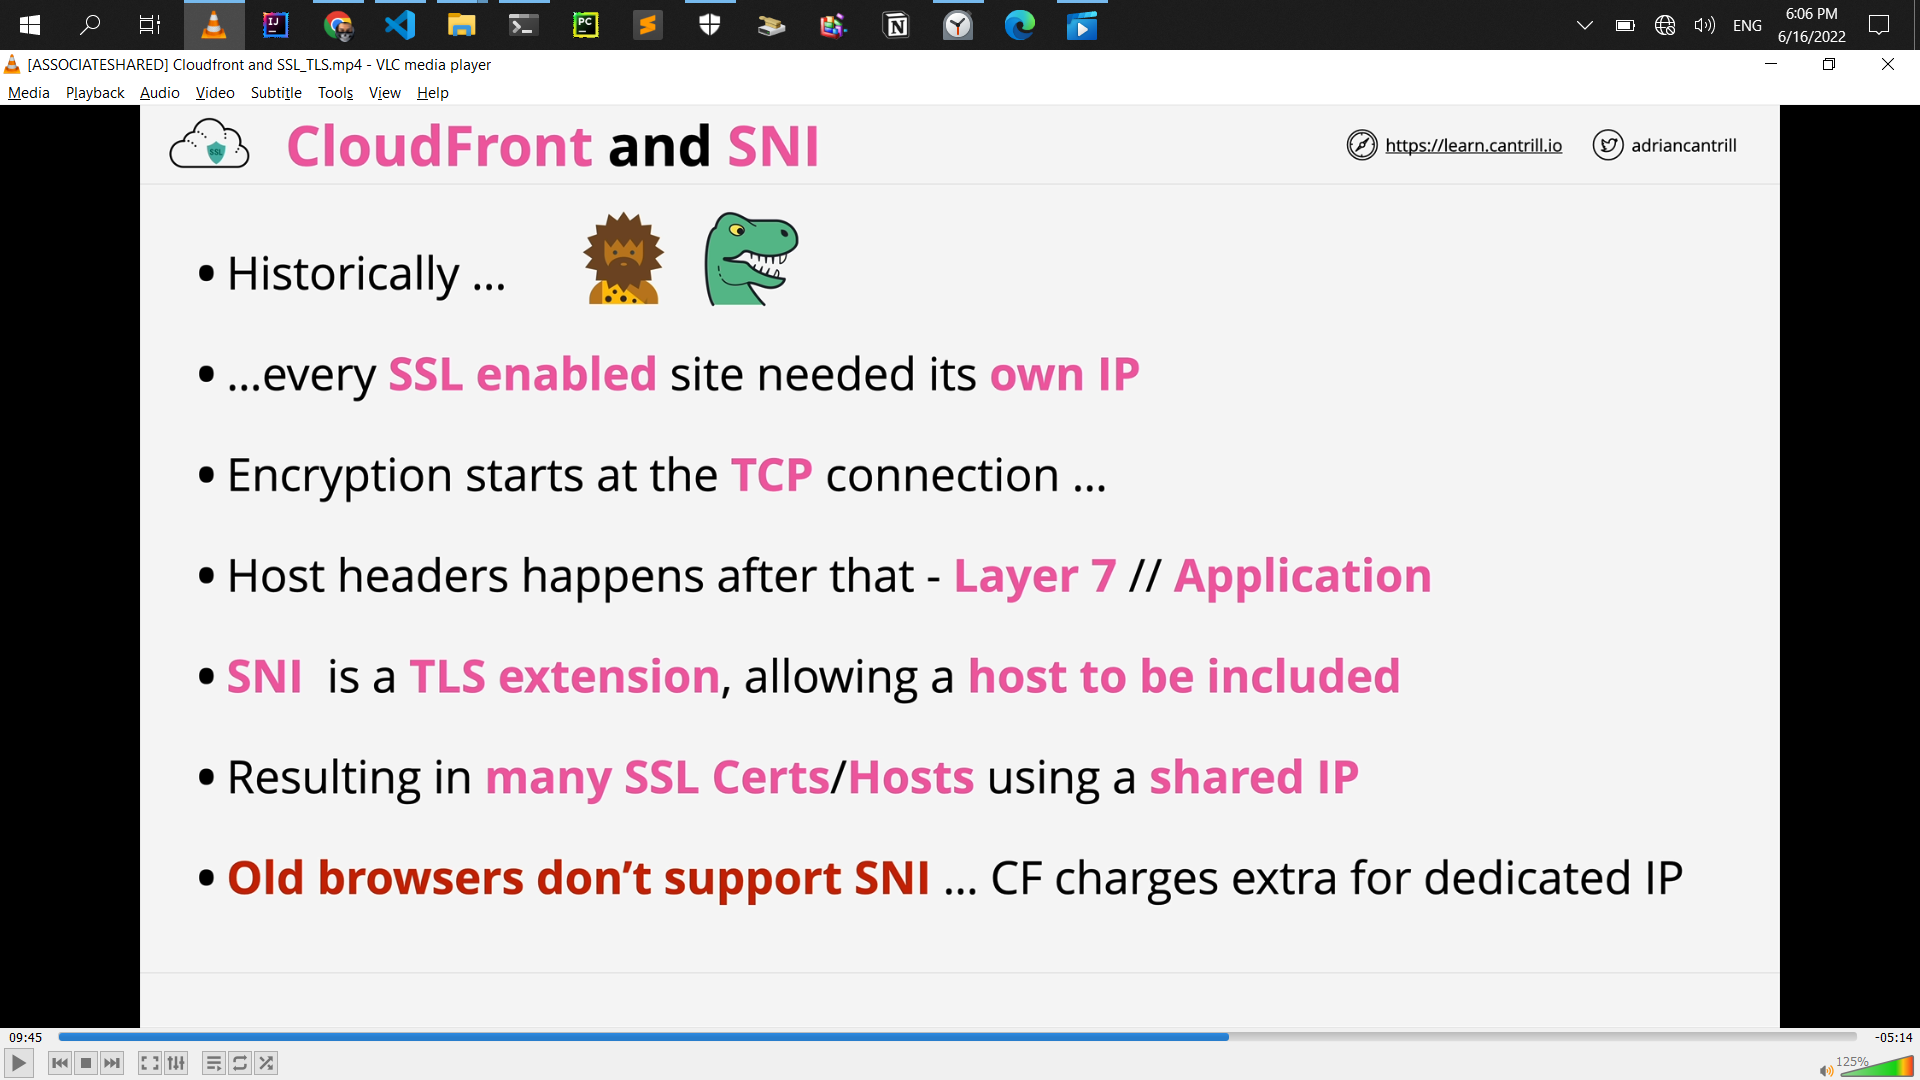 IJ
PC
N
ENG
6:06 PM
6/16/2022
[ASSOCIATESHARED] Cloudfront and SSL_TLS.mp4 - VLC media player
Media Playback Audio Video Subtitle Tools View Help
SSL
CloudFront and SNI
https://learn.cantrill.io
adriancantrill
• Historically ...
• ...every SSL enabled site needed its own IP
• Encryption starts at the TCP connection ...
• Host headers happens after that - Layer 7 // Application
• SNI is a TLS extension, allowing a host to be included
• Resulting in many SSL Certs/Hosts using a shared IP
• Old browsers don’t support SNI ... CF charges extra for dedicated IP
09:45
-05:14
125%